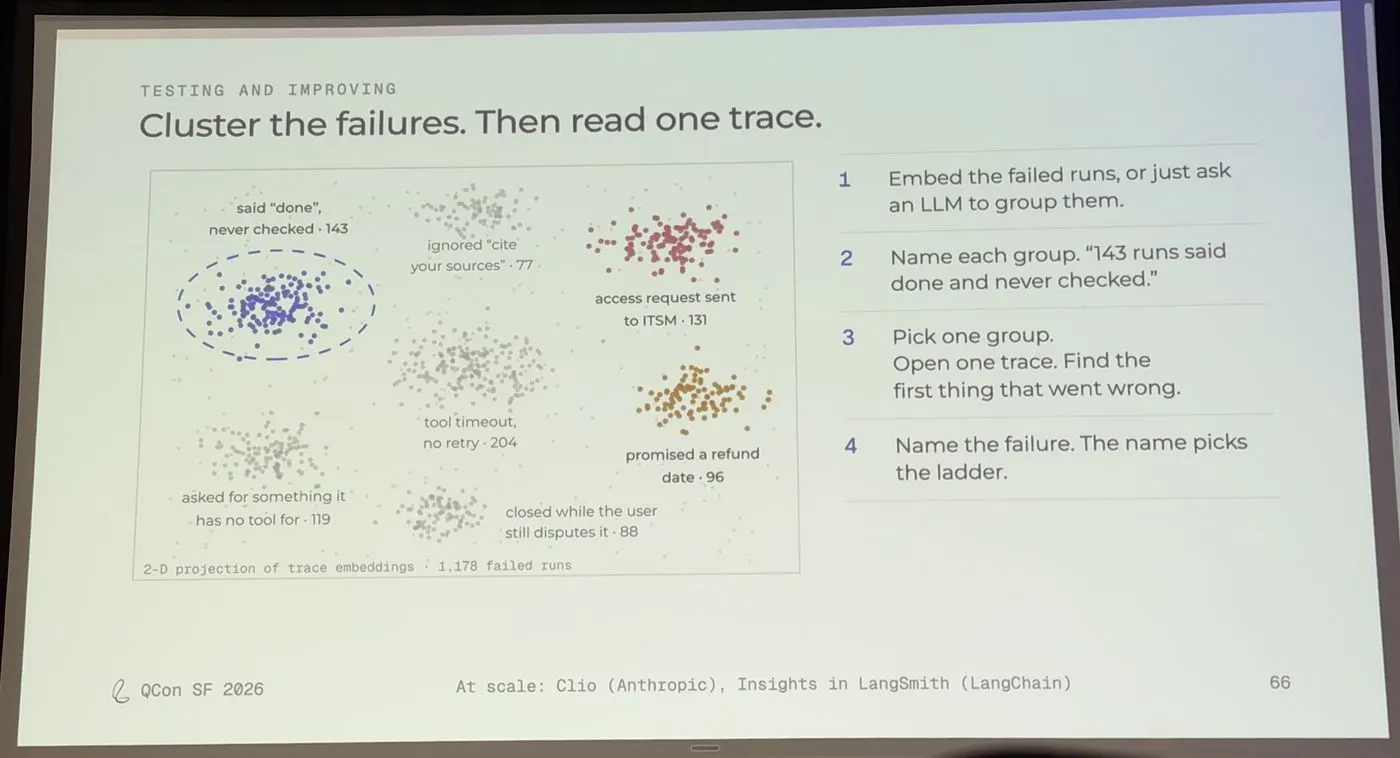 TESTING AND IMPROVING
Cluster the failures. Then read one trace.
said “done”,
never checked · 143
ignored “cite
your sources” · 77
access request sent
to ITSM · 131
tool timeout,
no retry · 204
promised a refund
date · 96
asked for something it
has no tool for · 119
closed while the user
still disputes it · 88
2-D projection of trace embeddings · 1,178 failed runs
1 Embed the failed runs, or just ask
an LLM to group them.
2 Name each group. “143 runs said
done and never checked.”
3 Pick one group.
Open one trace. Find the
first thing that went wrong.
4 Name the failure. The name picks
the ladder.
QCon SF 2026
At scale: Clio (Anthropic), Insights in LangSmith (LangChain)
66